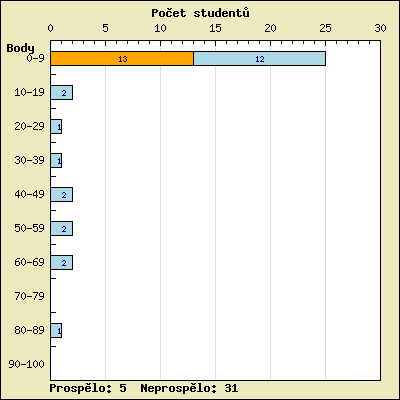 Počet studentů
0 5 10 15 20 25 30
Body
0-9 13 12
10-19 2
20-29 1
30-39 1
40-49 2
50-59 2
60-69 2
70-79
80-89 1
90-100
Prospělo: 5 Neprospělo: 31